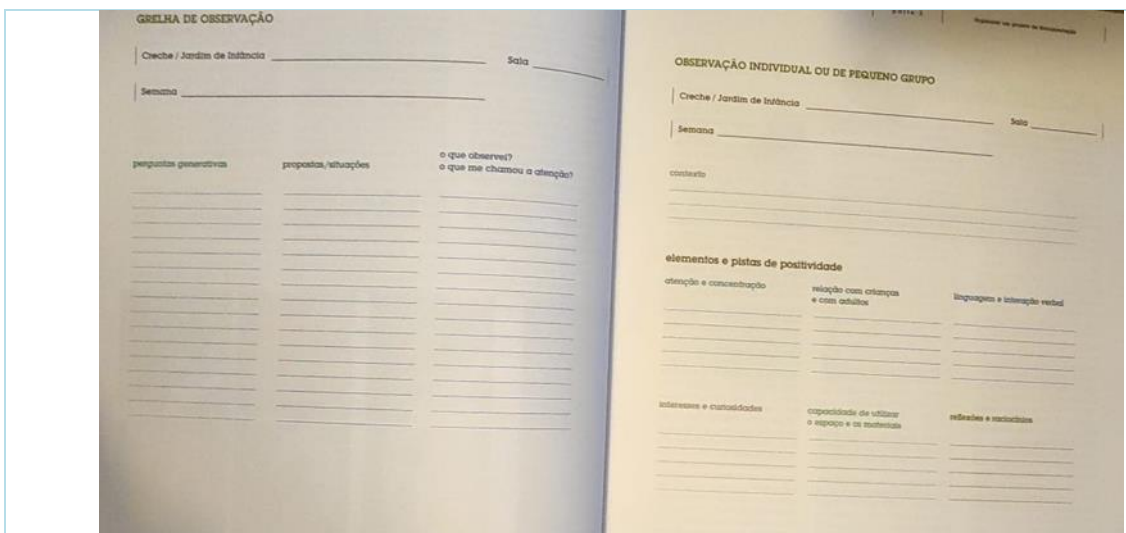 GRELHA DE OBSERVAÇÃO
Creche / Jardim de Infância
Sala
Semana
perguntas generativas
propostas/situações
o que observei?
o que me chamou a atenção?
parte 2
OBSERVAÇÃO INDIVIDUAL OU DE PEQUENO GRUPO
Creche / Jardim de Infância
Sala
Semana
contexto
elementos e pistas de positividade
atenção e concentração
relação com crianças
e com adultos
linguagem e interação verbal
interesses e curiosidades
capacidade de utilizar
o espaço e os materiais
reflexões e raciocínios